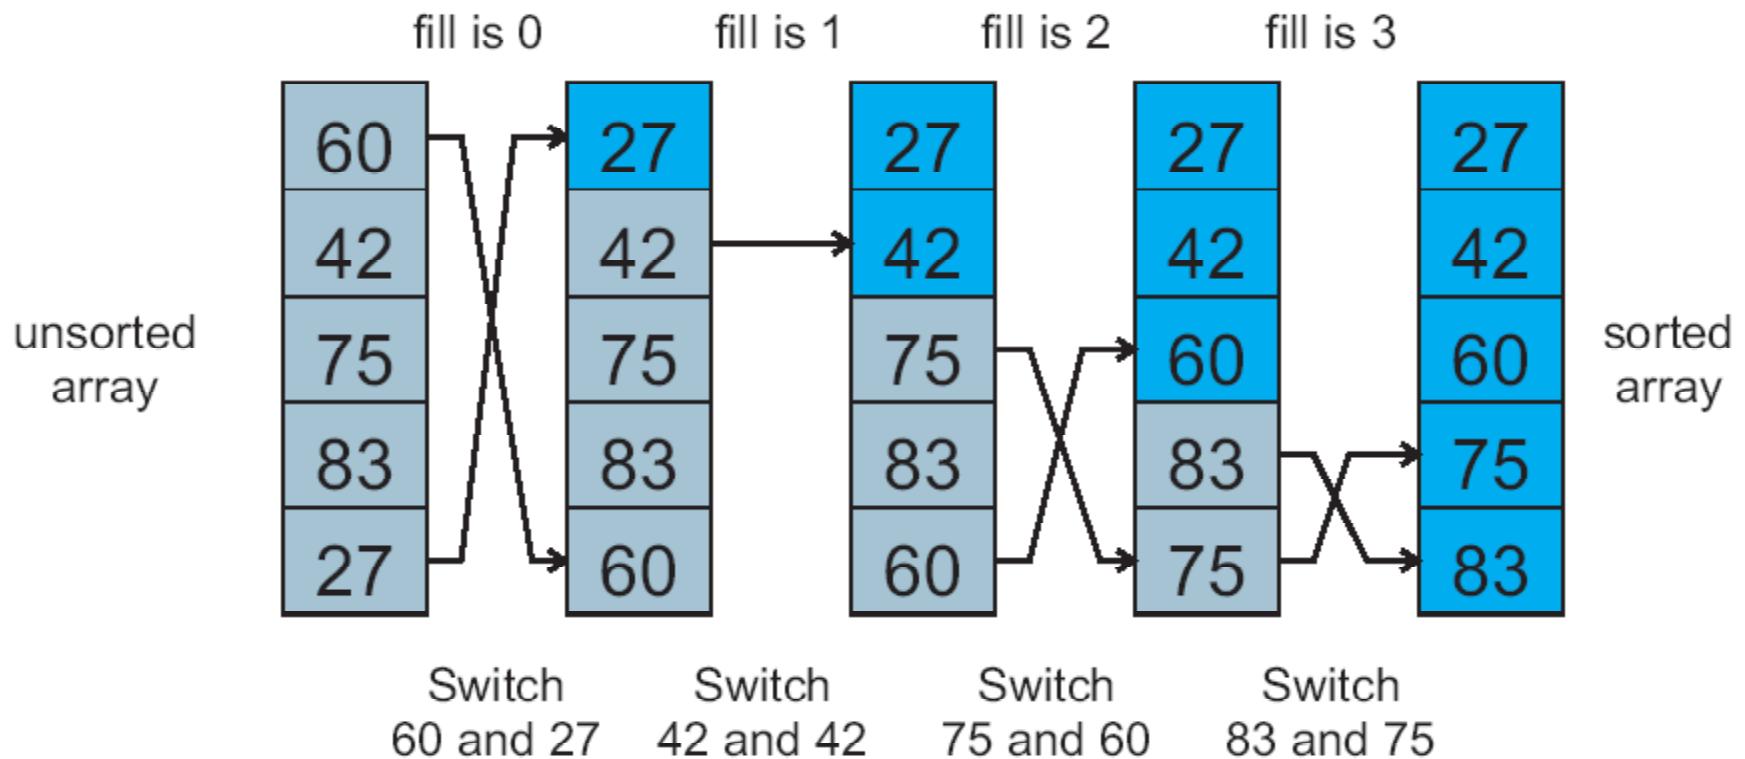 fill is 0 fill is 1 fill is 2 fill is 3
60 27 27 27 27
42 42 42 42 42
unsorted
array
75 75 75 60 60
sorted
array
83 83 83 83 75
27 60 60 75 83
Switch
60 and 27
Switch
42 and 42
Switch
75 and 60
Switch
83 and 75